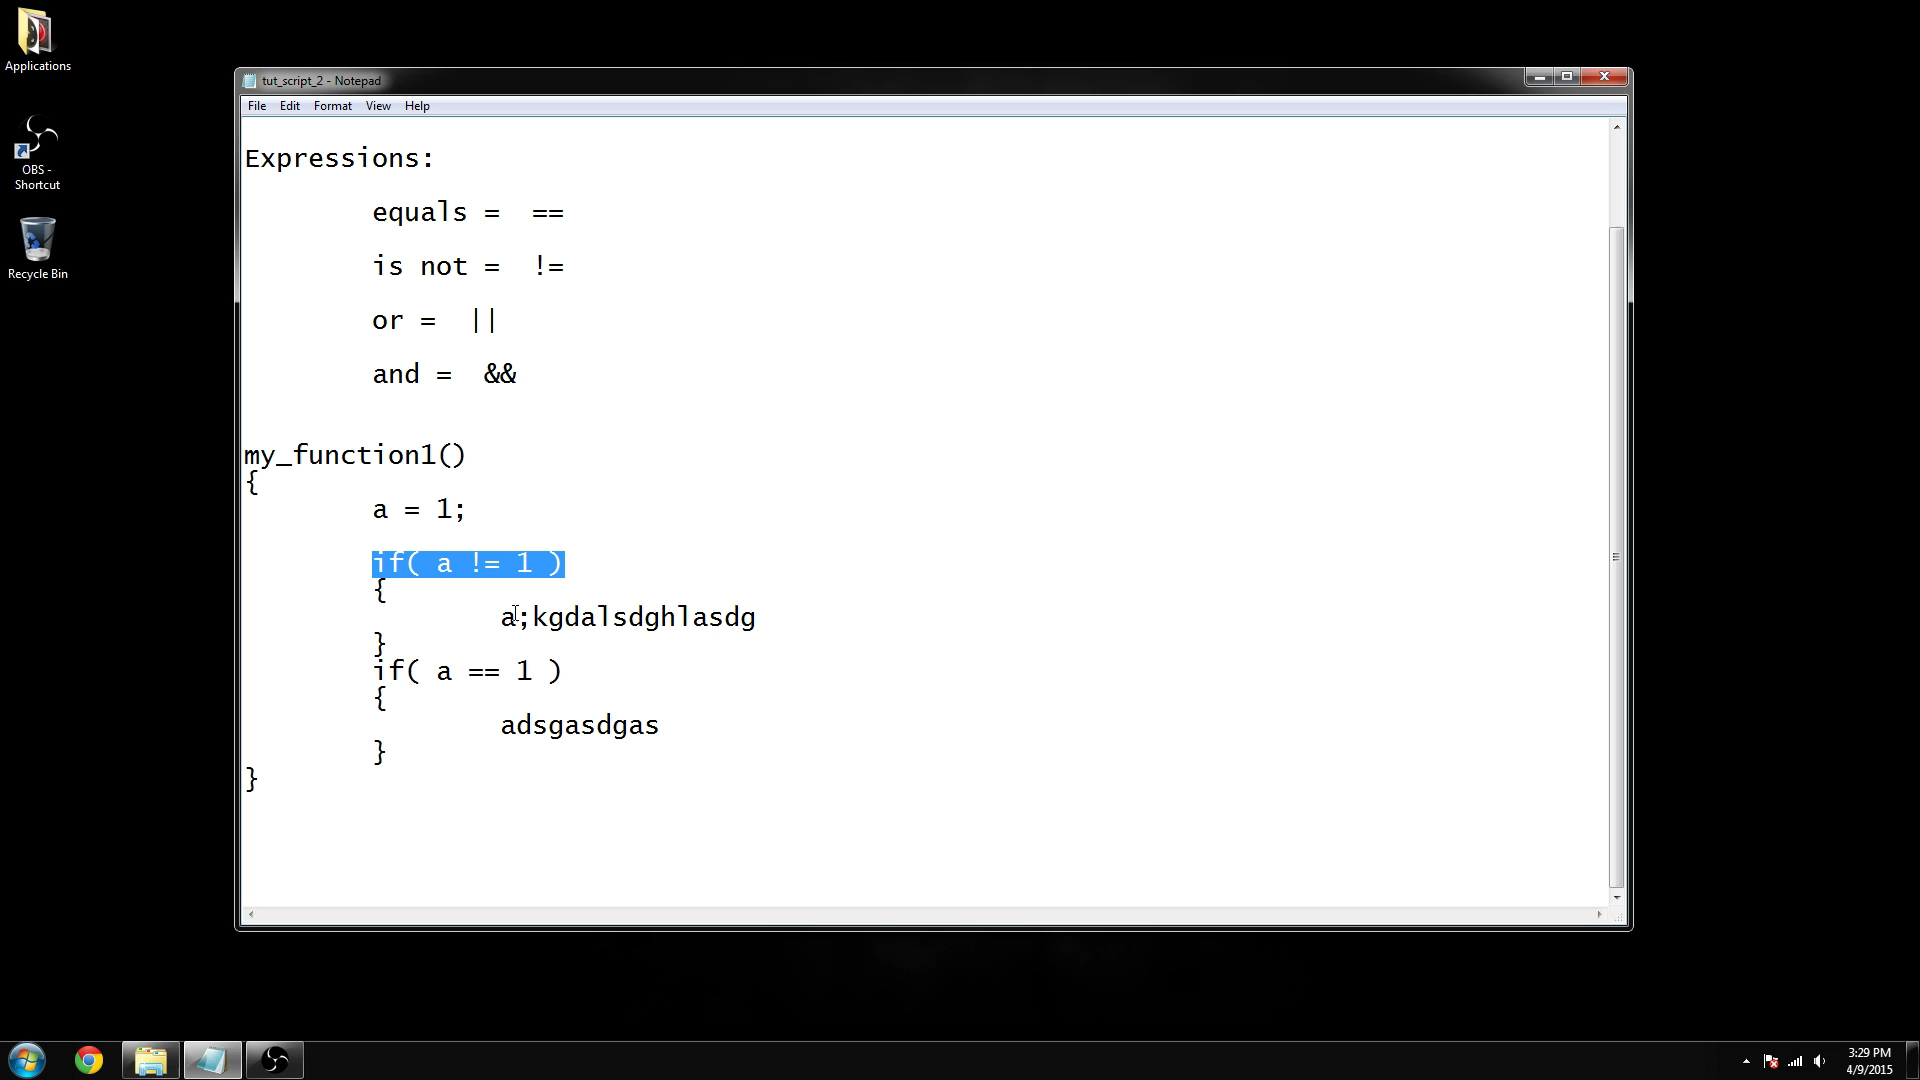 Applications
OBS -
Shortcut
Recycle Bin
tut_script_2 - Notepad
File Edit Format View Help
Expressions:
equals =  ==
is not =  !=
or =  ||
and =  &&
my_function1()
{
a = 1;
if( a != 1 )
{
a;kgdalsdghlasdg
}
if( a == 1 )
{
adsgasdgas
}
}
3:29 PM
4/9/2015